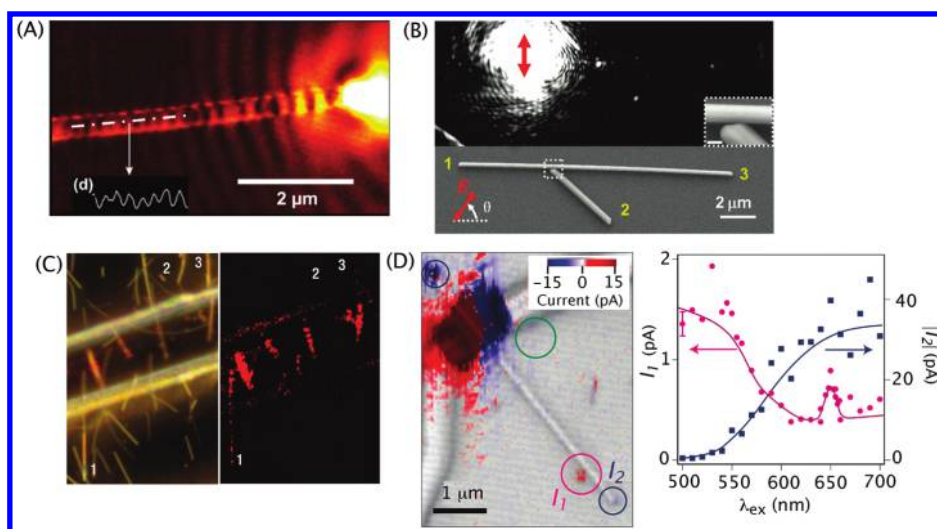 (A)
(d)
2 μm
(B)
1
3
E
θ
2
2 μm
(C)
2
3
1
2
3
1
(D)
−15 0 15
Current (pA)
I1
I2
1 μm
2
1
0
I1 (pA)
40
20
0
|I2| (pA)
500 550 600 650 700
λex (nm)